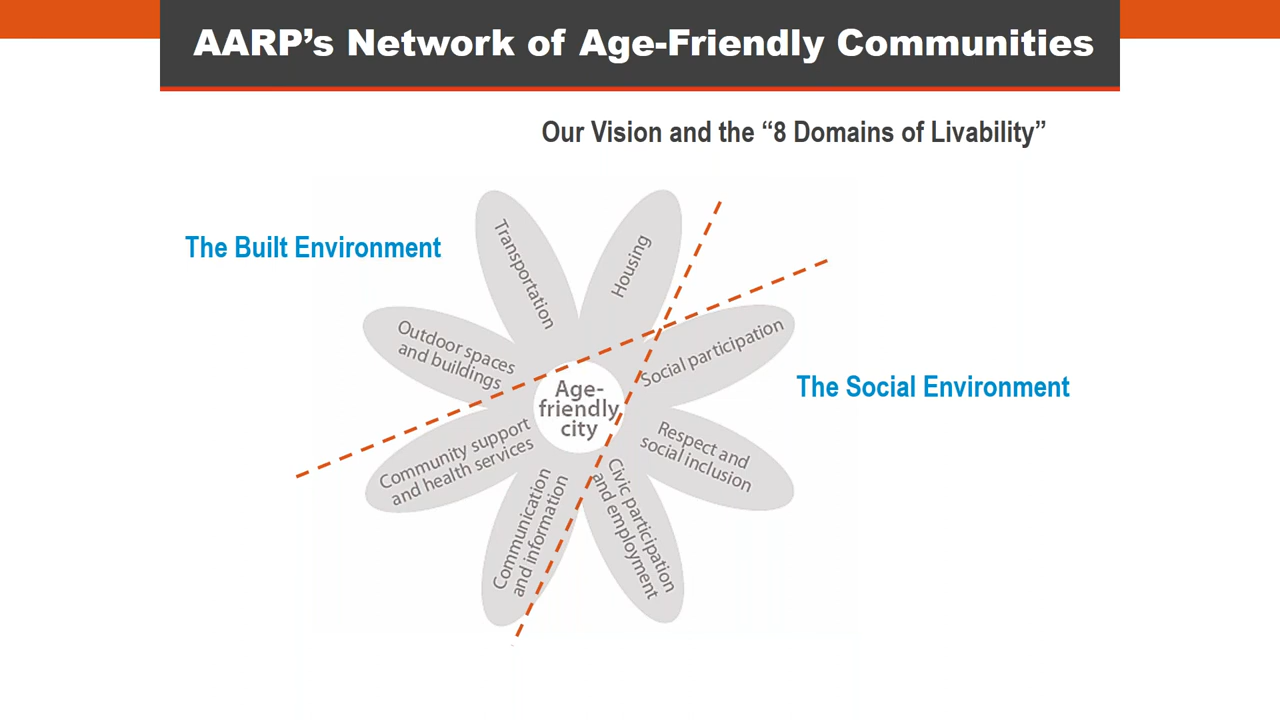 AARP’s Network of Age-Friendly Communities
Our Vision and the “8 Domains of Livability”
The Built Environment
Transportation
Housing
Outdoor spaces
and buildings
Social participation
The Social Environment
Age-
friendly
city
Community support
and health services
Respect and
social inclusion
Communication
and information
Civic participation
and employment